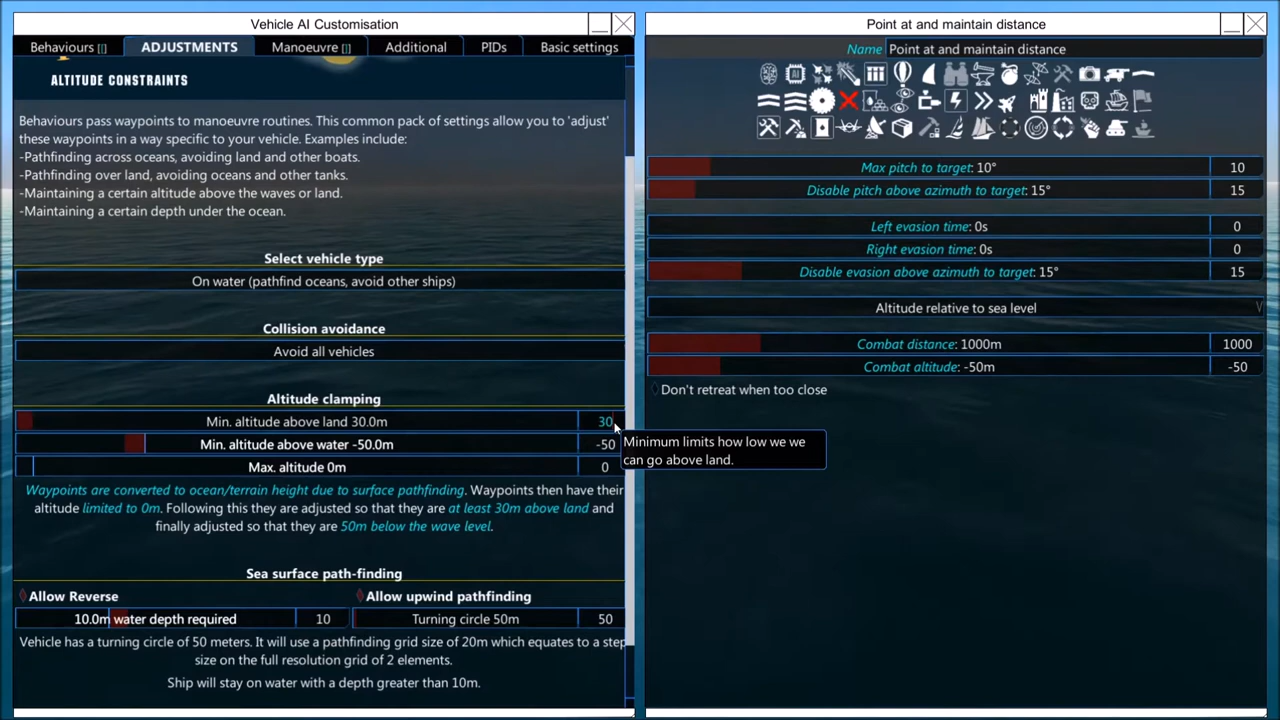 Vehicle AI Customisation
Behaviours [[]
ADJUSTMENTS
Manoeuvre [[]
Additional
PIDs
Basic settings
ALTITUDE CONSTRAINTS
Behaviours pass waypoints to manoeuvre routines. This common pack of settings allow you to 'adjust'
these waypoints in a way specific to your vehicle. Examples include:
-Pathfinding across oceans, avoiding land and other boats.
-Pathfinding over land, avoiding oceans and other tanks.
-Maintaining a certain altitude above the waves or land.
-Maintaining a certain depth under the ocean.
Select vehicle type
On water (pathfind oceans, avoid other ships)
Collision avoidance
Avoid all vehicles
Altitude clamping
Min. altitude above land 30.0m 30
Min. altitude above water -50.0m -50
Max. altitude 0m 0
Waypoints are converted to ocean/terrain height due to surface pathfinding. Waypoints then have their
altitude limited to 0m. Following this they are adjusted so that they are at least 30m above land and
finally adjusted so that they are 50m below the wave level.
Sea surface path-finding
Allow Reverse
Allow upwind pathfinding
10.0m water depth required 10
Turning circle 50m 50
Vehicle has a turning circle of 50 meters. It will use a pathfinding grid size of 20m which equates to a step
size on the full resolution grid of 2 elements.
Ship will stay on water with a depth greater than 10m.
Minimum limits how low we we
can go above land.
Point at and maintain distance
Name Point at and maintain distance
AI
Max pitch to target: 10° 10
Disable pitch above azimuth to target: 15° 15
Left evasion time: 0s 0
Right evasion time: 0s 0
Disable evasion above azimuth to target: 15° 15
Altitude relative to sea level V
Combat distance: 1000m 1000
Combat altitude: -50m -50
Don't retreat when too close